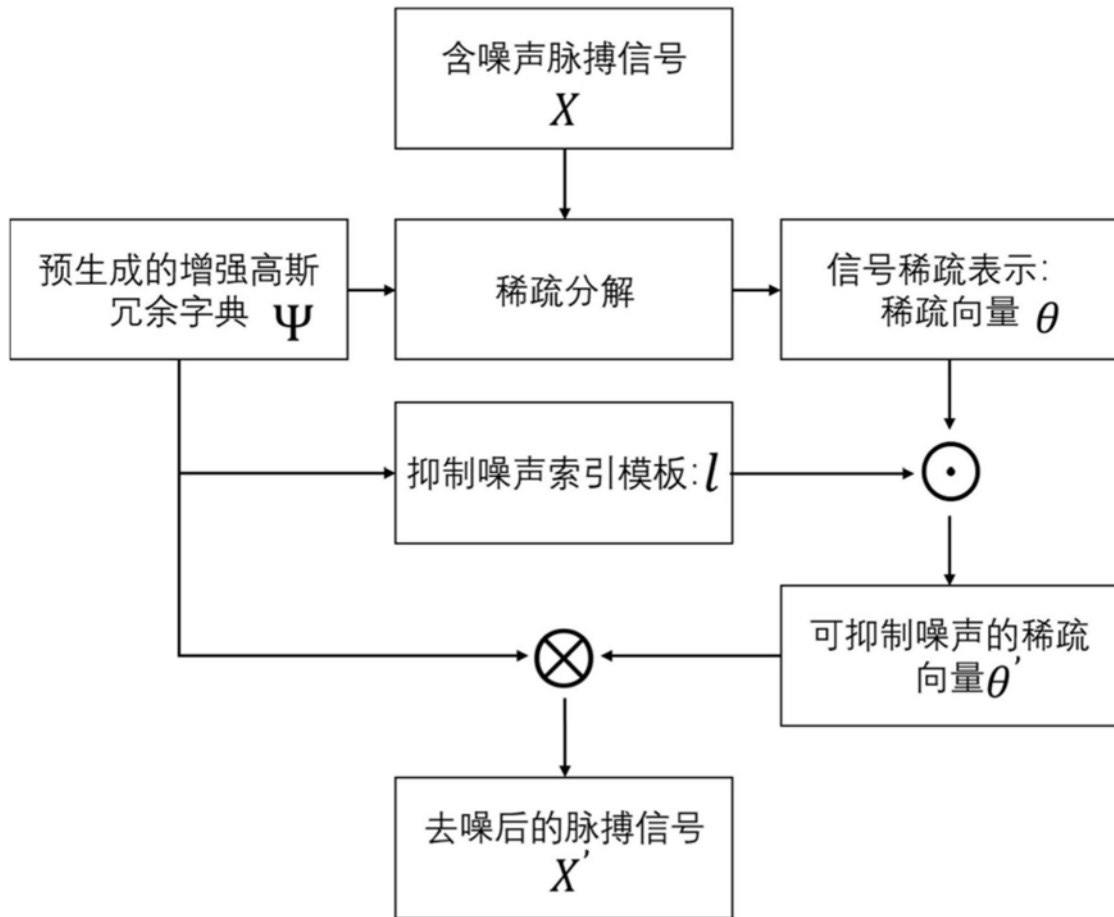 含噪声脉搏信号
X
预生成的增强高斯
冗余字典 Ψ
稀疏分解
信号稀疏表示:
稀疏向量 θ
抑制噪声索引模板:l
可抑制噪声的稀疏
向量θ'
去噪后的脉搏信号
X'